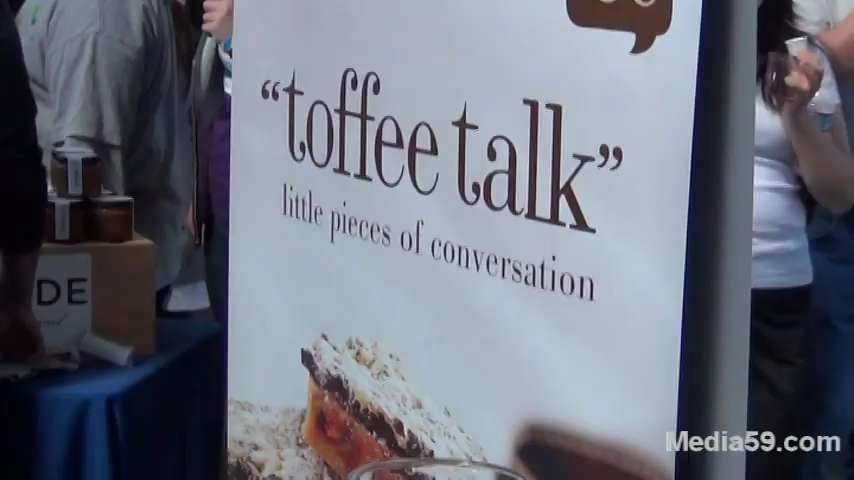 “toffee talk”
little pieces of conversation
DE
Media59.com